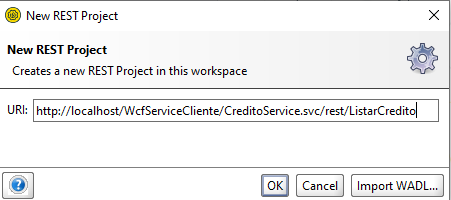 New REST Project
New REST Project
Creates a new REST Project in this workspace
URI: http://localhost/WcfServiceCliente/CreditoService.svc/rest/ListarCredito
? OK Cancel Import WADL...